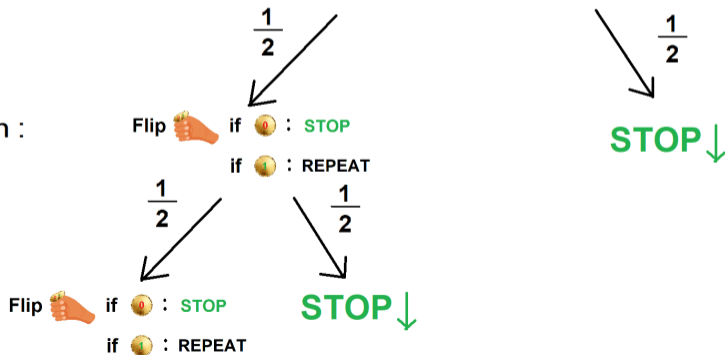 1
2
1
2
n :
Flip if 0 : STOP
if 1 : REPEAT
STOP↓
1
2
1
2
Flip if 0 : STOP
if 1 : REPEAT
STOP↓